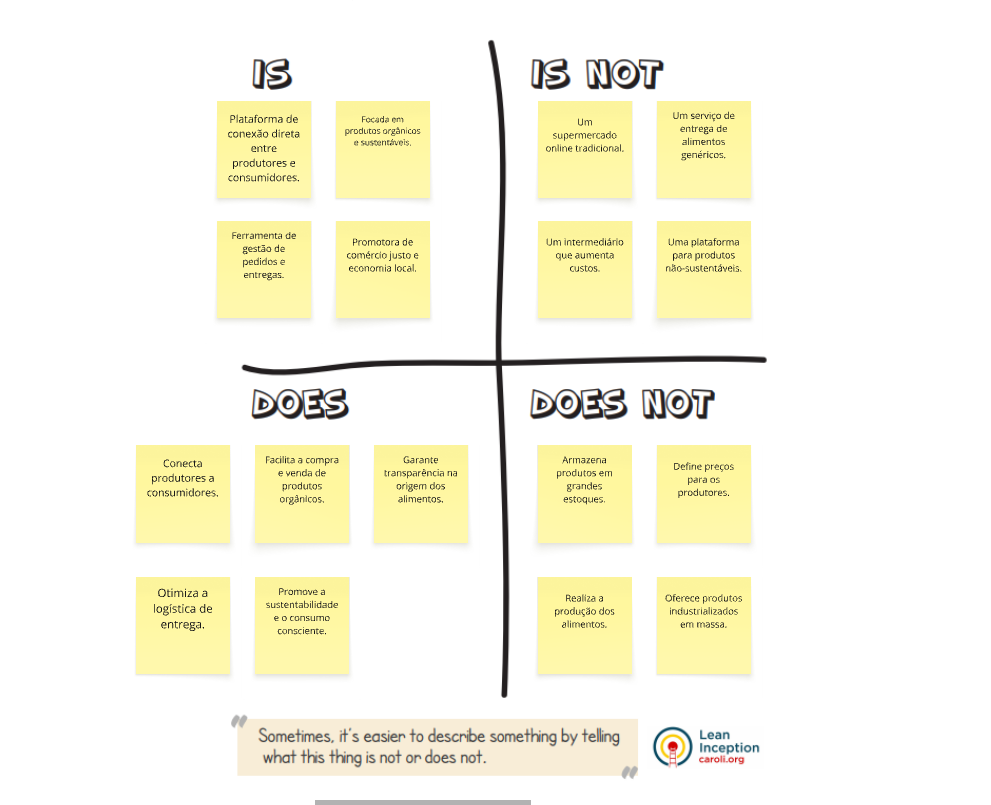 IS
Plataforma de
conexão direta
entre
produtores e
consumidores.
Focada em
produtos orgânicos
e sustentáveis.
Ferramenta de
gestão de
pedidos e
entregas.
Promotora de
comércio justo e
economia local.
IS NOT
Um
supermercado
online tradicional.
Um serviço de
entrega de
alimentos
genéricos.
Um intermediário
que aumenta
custos.
Uma plataforma
para produtos
não-sustentáveis.
DOES
Conecta
produtores a
consumidores.
Facilita a compra
e venda de
produtos
orgânicos.
Garante
transparência na
origem dos
alimentos.
Otimiza a
logística de
entrega.
Promove a
sustentabilidade
e o consumo
consciente.
DOES NOT
Armazena
produtos em
grandes
estoques.
Define preços
para os
produtores.
Realiza a
produção dos
alimentos.
Oferece produtos
industrializados
em massa.
" Sometimes, it's easier to describe something by telling
what this thing is not or does not. "
Lean
Inception
caroli.org